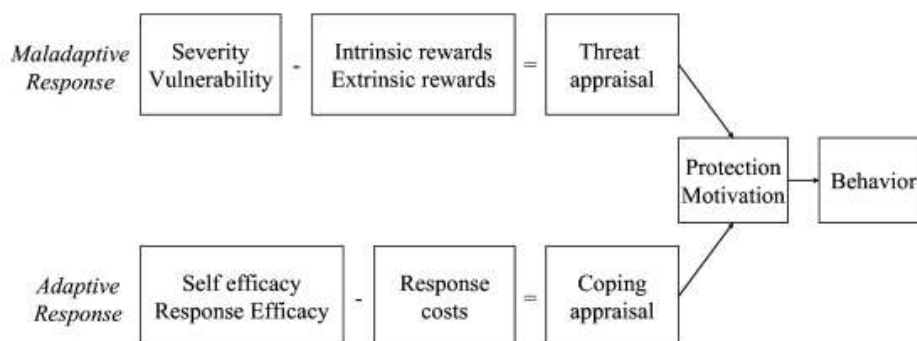 Maladaptive
Response
Severity
Vulnerability
-
Intrinsic rewards
Extrinsic rewards
=
Threat
appraisal
Protection
Motivation
Behavior
Adaptive
Response
Self efficacy
Response Efficacy
-
Response
costs
=
Coping
appraisal